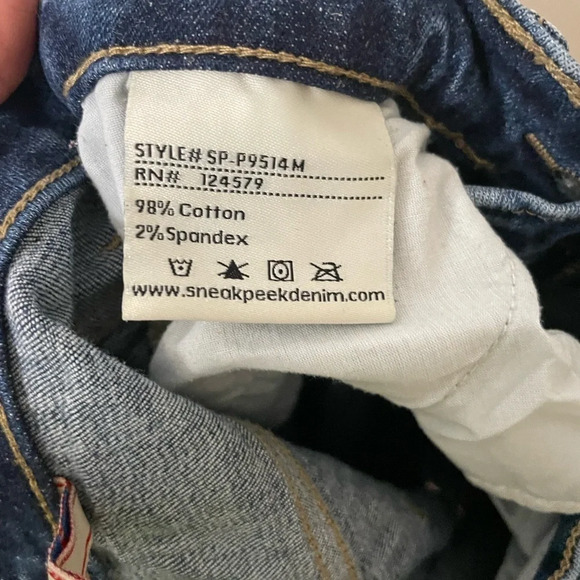 STYLE# SP-P9514M
RN# 124579
98% Cotton
2% Spandex
www.sneakpeekdenim.com